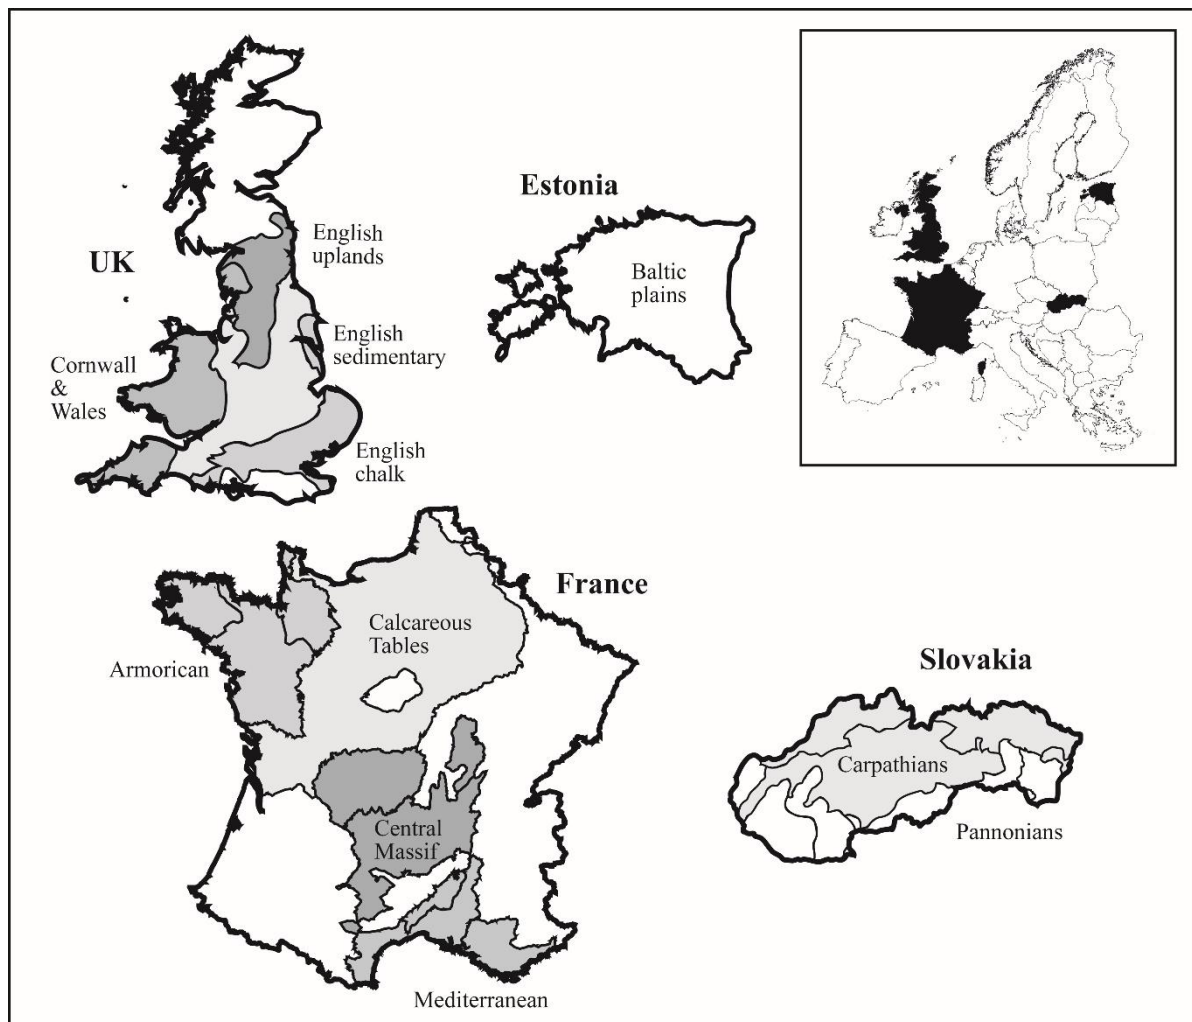 UK
English
uplands
English
sedimentary
Cornwall
&
Wales
English
chalk
Estonia
Baltic
plains
France
Calcareous
Tables
Armorican
Central
Massif
Mediterranean
Slovakia
Carpathians
Pannonians